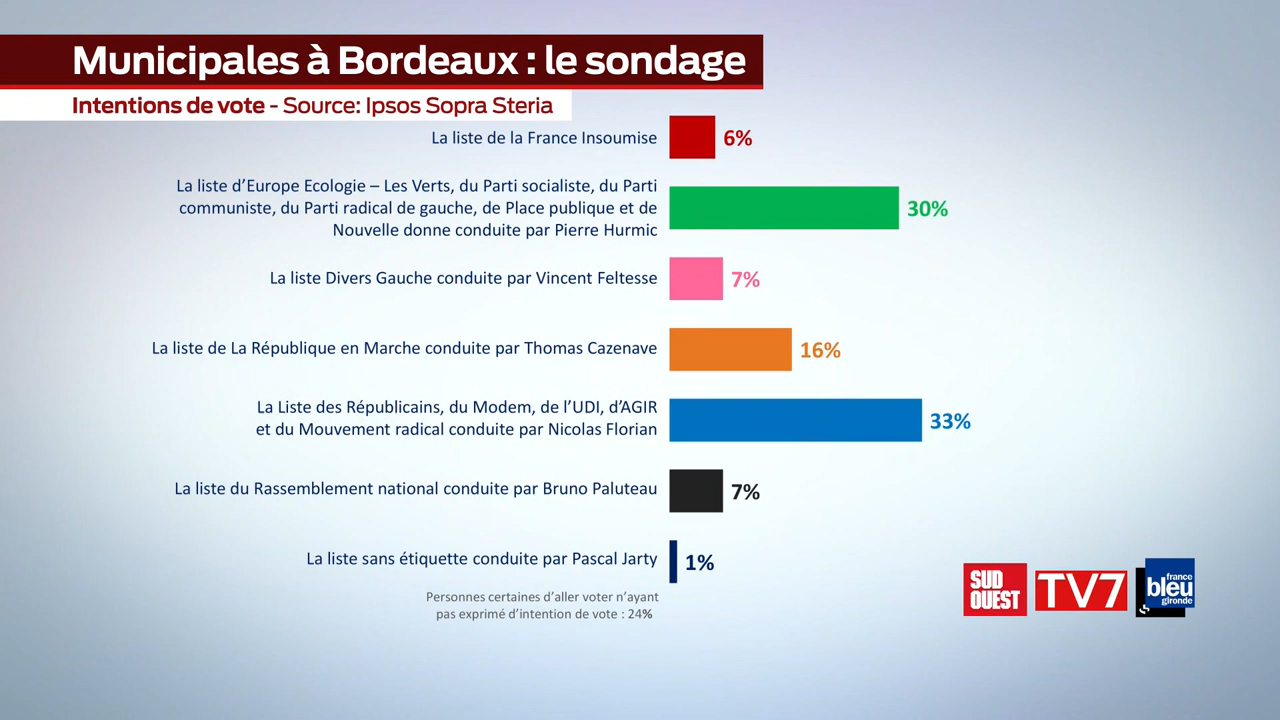 Municipales à Bordeaux : le sondage
Intentions de vote - Source: Ipsos Sopra Steria
La liste de la France Insoumise
6%
La liste d’Europe Ecologie – Les Verts, du Parti socialiste, du Parti
communiste, du Parti radical de gauche, de Place publique et de
Nouvelle donne conduite par Pierre Hurmic
30%
La liste Divers Gauche conduite par Vincent Feltesse
7%
La liste de La République en Marche conduite par Thomas Cazenave
16%
La Liste des Républicains, du Modem, de l’UDI, d’AGIR
et du Mouvement radical conduite par Nicolas Florian
33%
La liste du Rassemblement national conduite par Bruno Paluteau
7%
La liste sans étiquette conduite par Pascal Jarty
1%
Personnes certaines d’aller voter n’ayant
pas exprimé d’intention de vote : 24%
SUD
OUEST
TV7
france
bleu
gironde